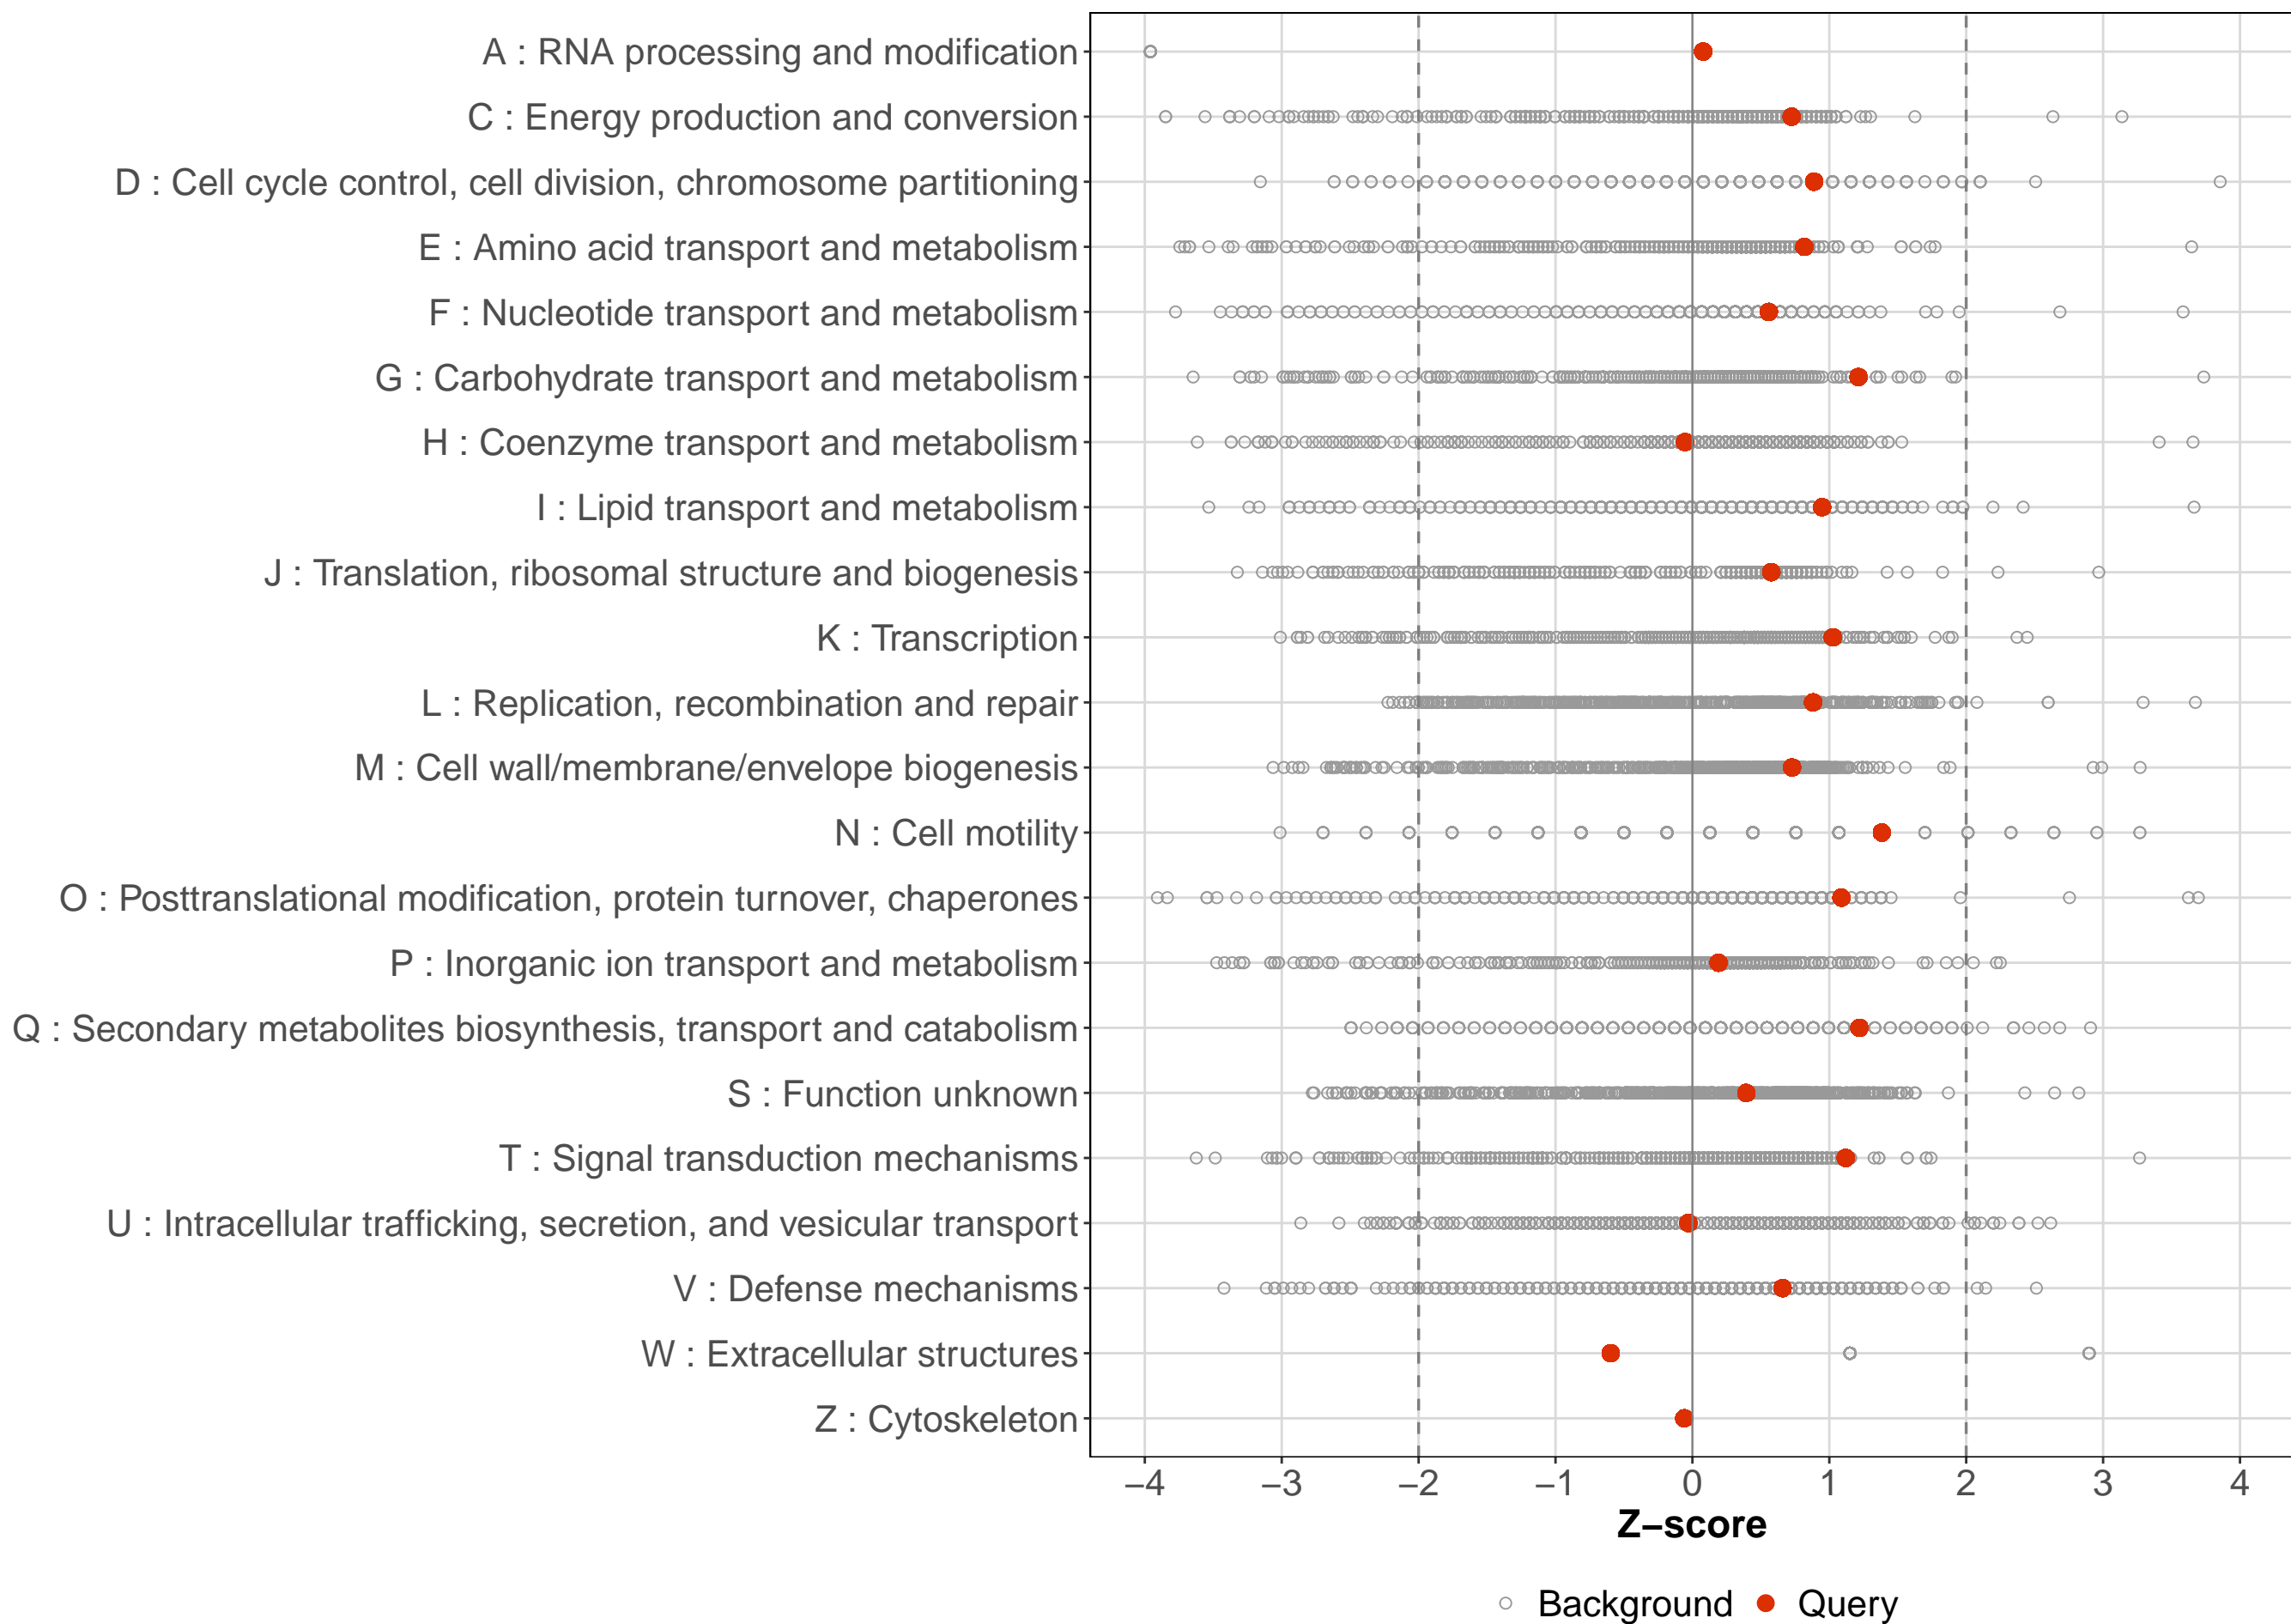 A : RNA processing and modification
C : Energy production and conversion
D : Cell cycle control, cell division, chromosome partitioning
E : Amino acid transport and metabolism
F : Nucleotide transport and metabolism
G : Carbohydrate transport and metabolism
H : Coenzyme transport and metabolism
I : Lipid transport and metabolism
J : Translation, ribosomal structure and biogenesis
K : Transcription
L : Replication, recombination and repair
M : Cell wall/membrane/envelope biogenesis
N : Cell motility
O : Posttranslational modification, protein turnover, chaperones
P : Inorganic ion transport and metabolism
Q : Secondary metabolites biosynthesis, transport and catabolism
S : Function unknown
T : Signal transduction mechanisms
U : Intracellular trafficking, secretion, and vesicular transport
V : Defense mechanisms
W : Extracellular structures
Z : Cytoskeleton
−4 −3 −2 −1 0 1 2 3 4
Z−score
Background Query